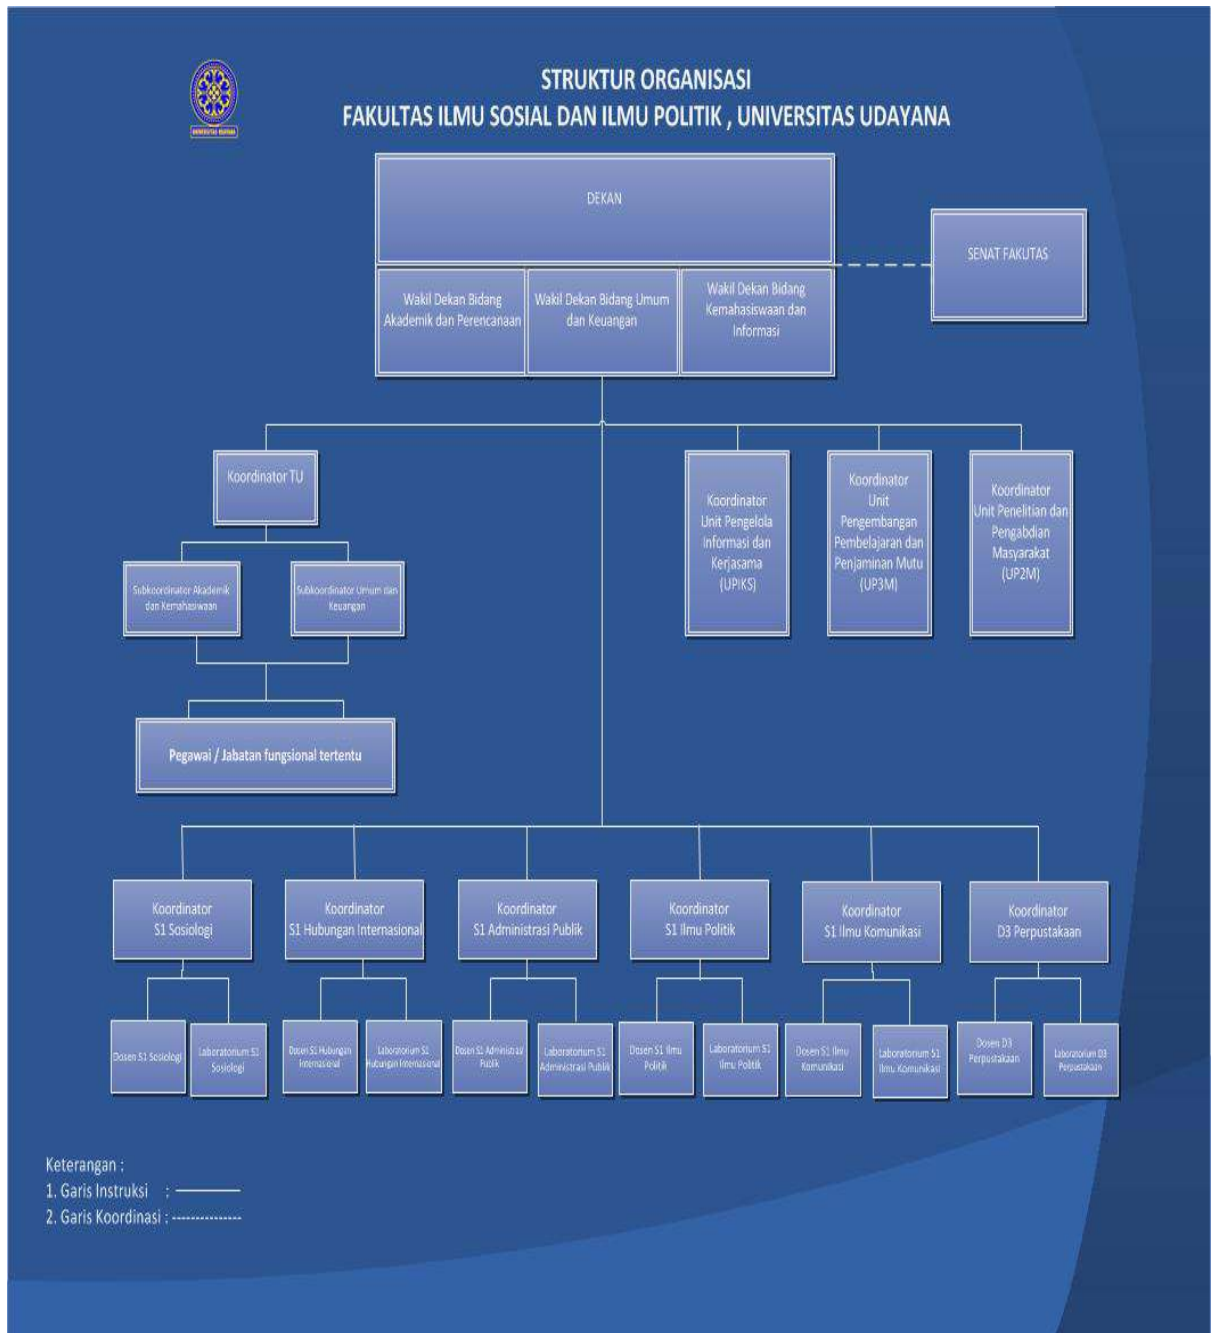 STRUKTUR ORGANISASI
FAKULTAS ILMU SOSIAL DAN ILMU POLITIK , UNIVERSITAS UDAYANA
UNIVERSITAS UDAYANA
DEKAN
SENAT FAKUTAS
Wakil Dekan Bidang
Akademik dan Perencanaan
Wakil Dekan Bidang Umum
dan Keuangan
Wakil Dekan Bidang
Kemahasiswaan dan
Informasi
Koordinator TU
Koordinator
Unit Pengelola
Informasi dan
Kerjasama
(UPIKS)
Koordinator
Unit
Pengembangan
Pembelajaran dan
Penjaminan Mutu
(UP3M)
Koordinator
Unit Penelitian dan
Pengabdian
Masyarakat
(UP2M)
Subkoordinator Akademik
dan Kemahasiwaan
Subkoordinator Umum dan
Keuangan
Pegawai / Jabatan fungsional tertentu
Koordinator
S1 Sosiologi
Koordinator
S1 Hubungan Internasional
Koordinator
S1 Administrasi Publik
Koordinator
S1 Ilmu Politik
Koordinator
S1 Ilmu Komunikasi
Koordinator
D3 Perpustakaan
Dosen S1 Sosiologi
Laboratorium S1
Sosiologi
Dosen S1 Hubungan
Internasional
Laboratorium S1
Hubungan Internasional
Dosen S1 Administrasi
Publik
Laboratorium S1
Administrasi Publik
Dosen S1 Ilmu
Politik
Laboratorium S1
Ilmu Politik
Dosen S1 Ilmu
Komunikasi
Laboratorium S1
Ilmu Komunikasi
Dosen D3
Perpustakaan
Laboratorium D3
Perpustakaan
Keterangan :
1. Garis Instruksi :
2. Garis Koordinasi : ---------------